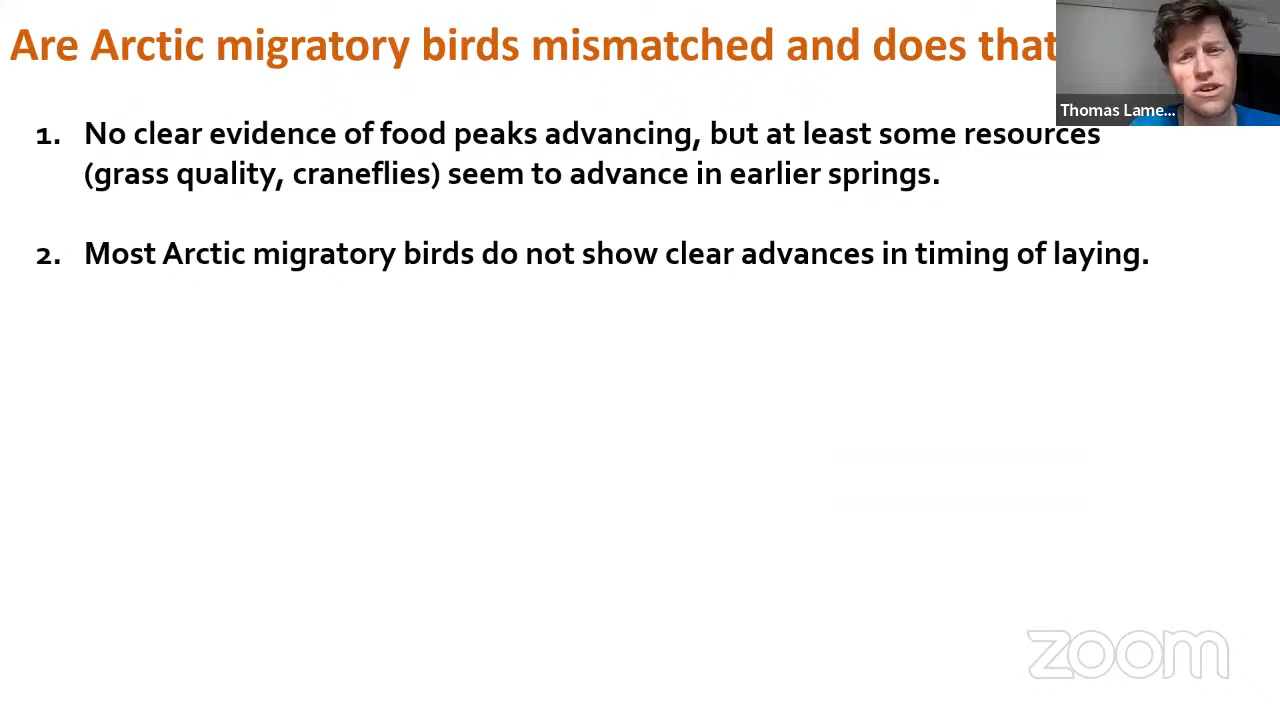 Are Arctic migratory birds mismatched and does that
Thomas Lame...
1. No clear evidence of food peaks advancing, but at least some resources
(grass quality, craneflies) seem to advance in earlier springs.
2. Most Arctic migratory birds do not show clear advances in timing of laying.
zoom